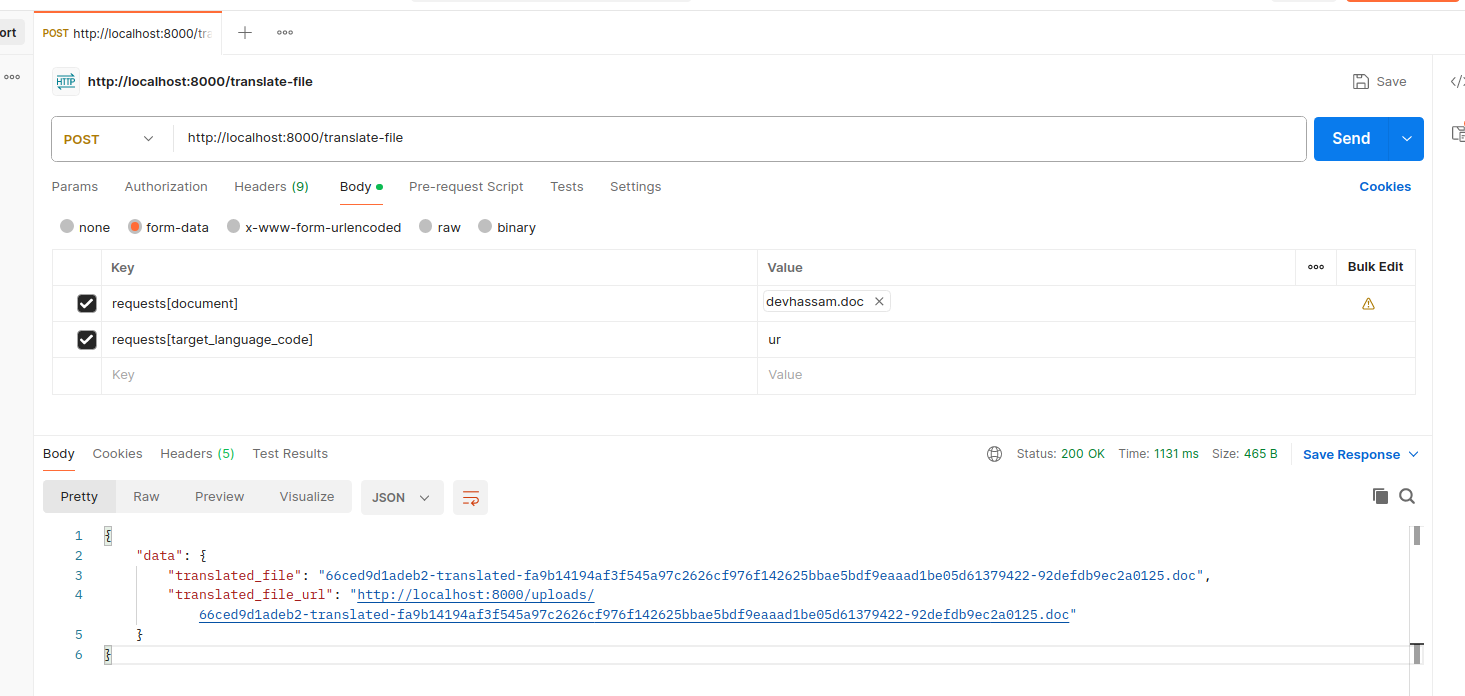 ort
POST http://localhost:8000/tra
HTTP http://localhost:8000/translate-file
Save
POST http://localhost:8000/translate-file
Send
Params Authorization Headers (9) Body Pre-request Script Tests Settings Cookies
none form-data x-www-form-urlencoded raw binary
Key Value Bulk Edit
requests[document] devhassam.doc
requests[target_language_code] ur
Key Value
Body Cookies Headers (5) Test Results Status: 200 OK Time: 1131 ms Size: 465 B Save Response
Pretty Raw Preview Visualize JSON
1 {
2 "data": {
3 "translated_file": "66ced9d1adeb2-translated-fa9b14194af3f545a97c2626cf976f142625bbae5bdf9eaaad1be05d61379422-92defdb9ec2a0125.doc",
4 "translated_file_url": "http://localhost:8000/uploads/
66ced9d1adeb2-translated-fa9b14194af3f545a97c2626cf976f142625bbae5bdf9eaaad1be05d61379422-92defdb9ec2a0125.doc"
5 }
6 }